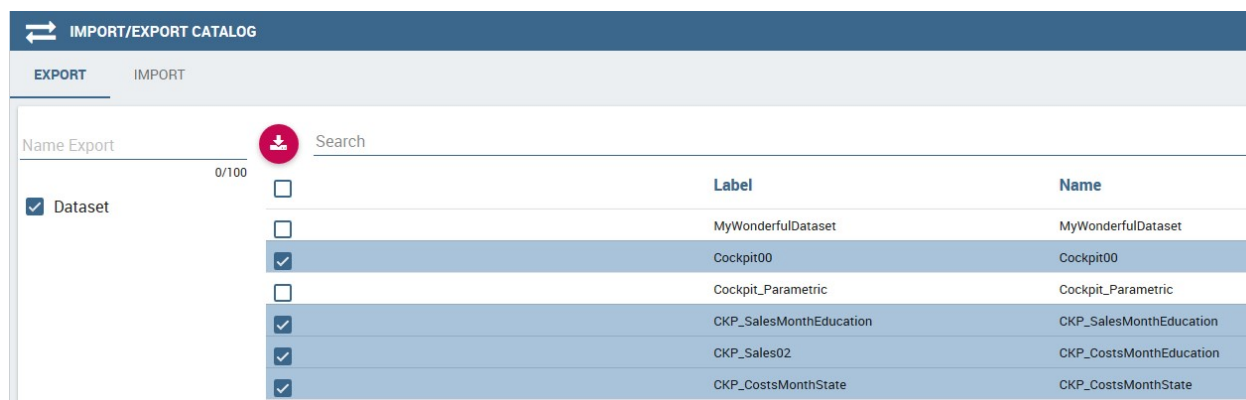 IMPORT/EXPORT CATALOG
EXPORT IMPORT
Name Export Search
0/100
Label Name
Dataset
MyWonderfulDataset MyWonderfulDataset
Cockpit00 Cockpit00
Cockpit_Parametric Cockpit_Parametric
CKP_SalesMonthEducation CKP_SalesMonthEducation
CKP_Sales02 CKP_CostsMonthEducation
CKP_CostsMonthState CKP_CostsMonthState